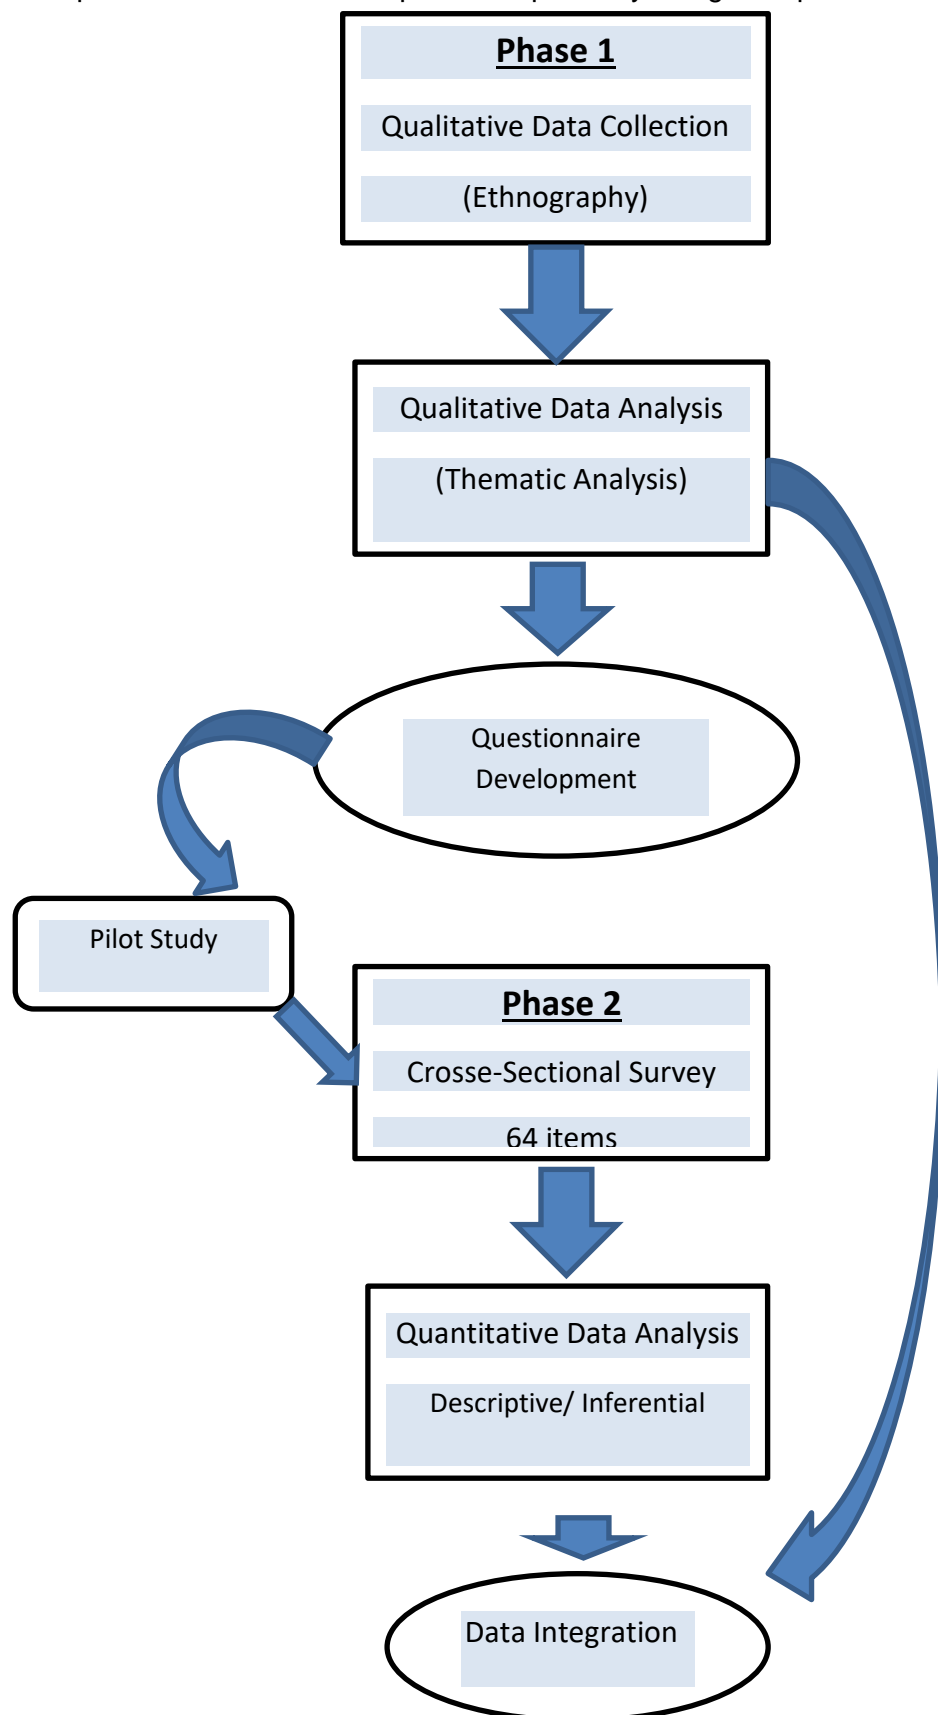 Phase 1
Qualitative Data Collection
(Ethnography)
Qualitative Data Analysis
(Thematic Analysis)
Questionnaire
Development
Pilot Study
Phase 2
Crosse-Sectional Survey
64 items
Quantitative Data Analysis
Descriptive/ Inferential
Data Integration